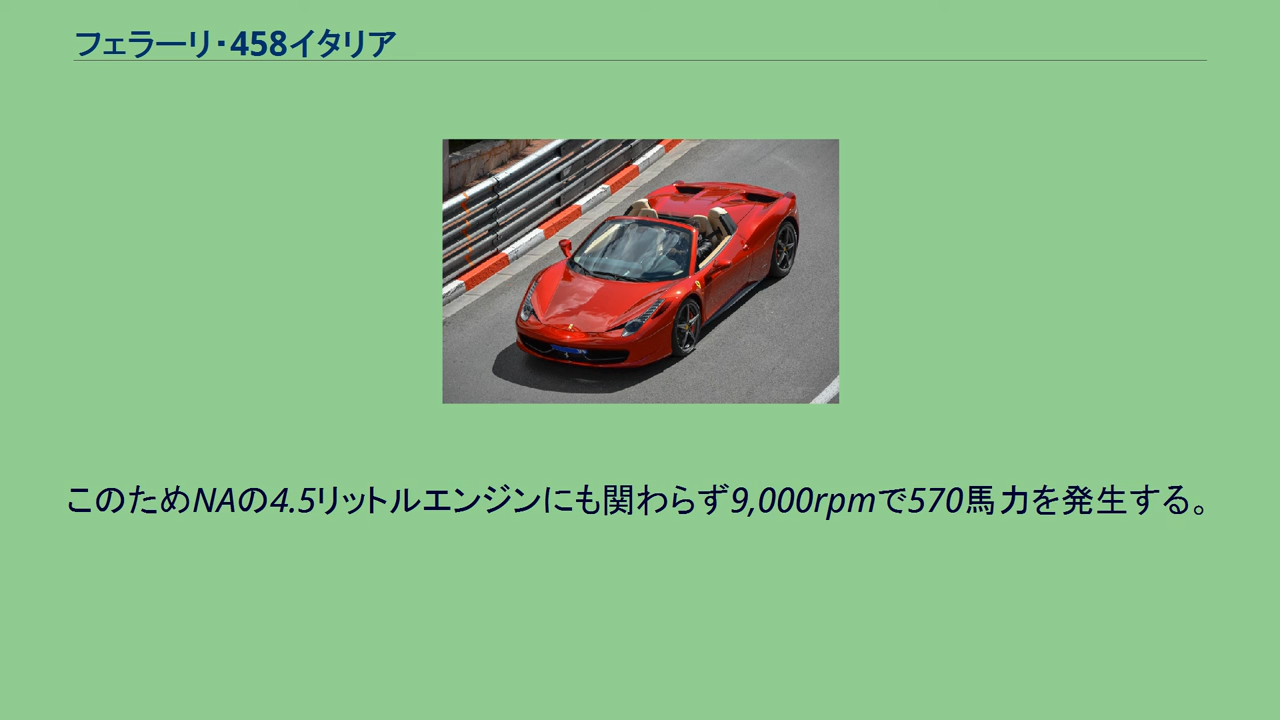 フェラーリ・458イタリア
このためNAの4.5リットルエンジンにも関わらず9,000rpmで570馬力を発生する。